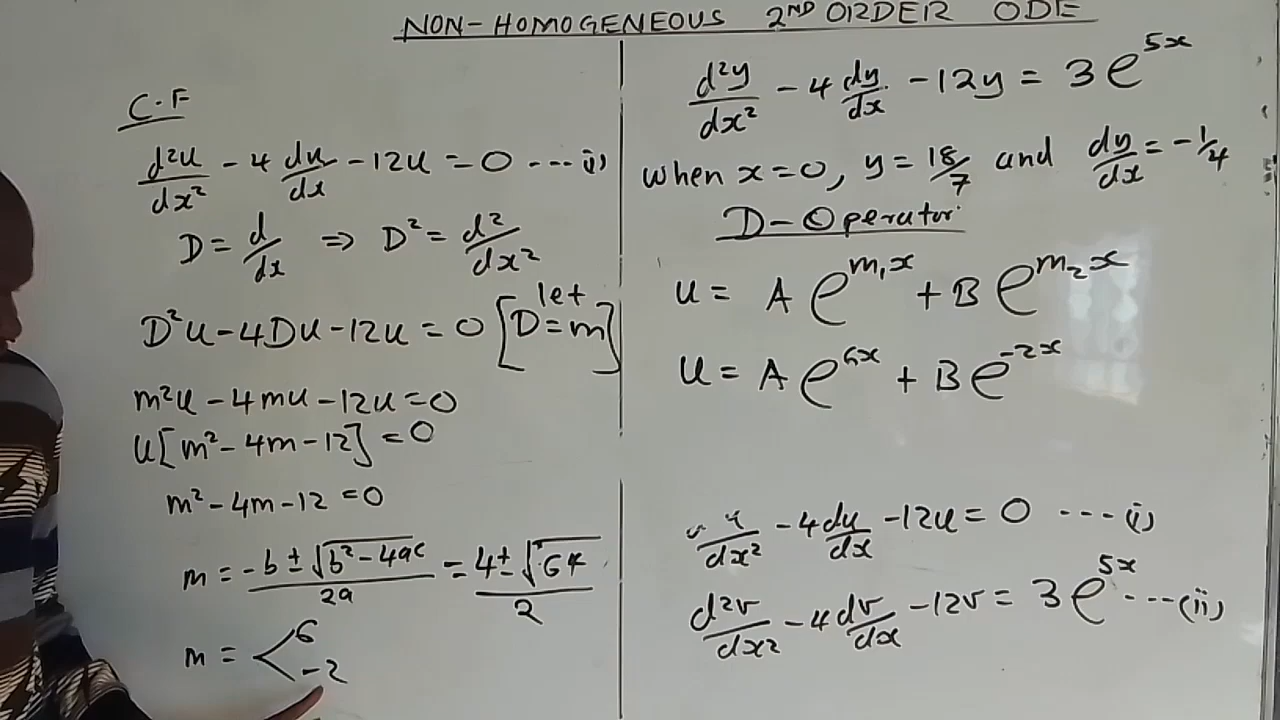 NON-HOMOGENEOUS 2ND ORDER ODE
C.F
d²u/dx² - 4 du/dx - 12u = 0 ---(i)
D = d/dx ⇒ D² = d²/dx²
D²u - 4Du - 12u = 0 [let D = m]
m²u - 4mu - 12u = 0
u[m² - 4m - 12] = 0
m² - 4m - 12 = 0
m = -b ± √(b² - 4ac) / 2a = 4 ± √64 / 2
m = < 6
-2
d²y/dx² - 4 dy/dx - 12y = 3e^(5x)
when x = 0, y = 18/7 and dy/dx = -1/4
D-Operator
u = A e^(m₁x) + B e^(m₂x)
u = A e^(6x) + B e^(-2x)
/dx² - 4 du/dx - 12u = 0 ---- (i)
d²v/dx² - 4 dv/dx - 12v = 3e^(5x) ---(ii)